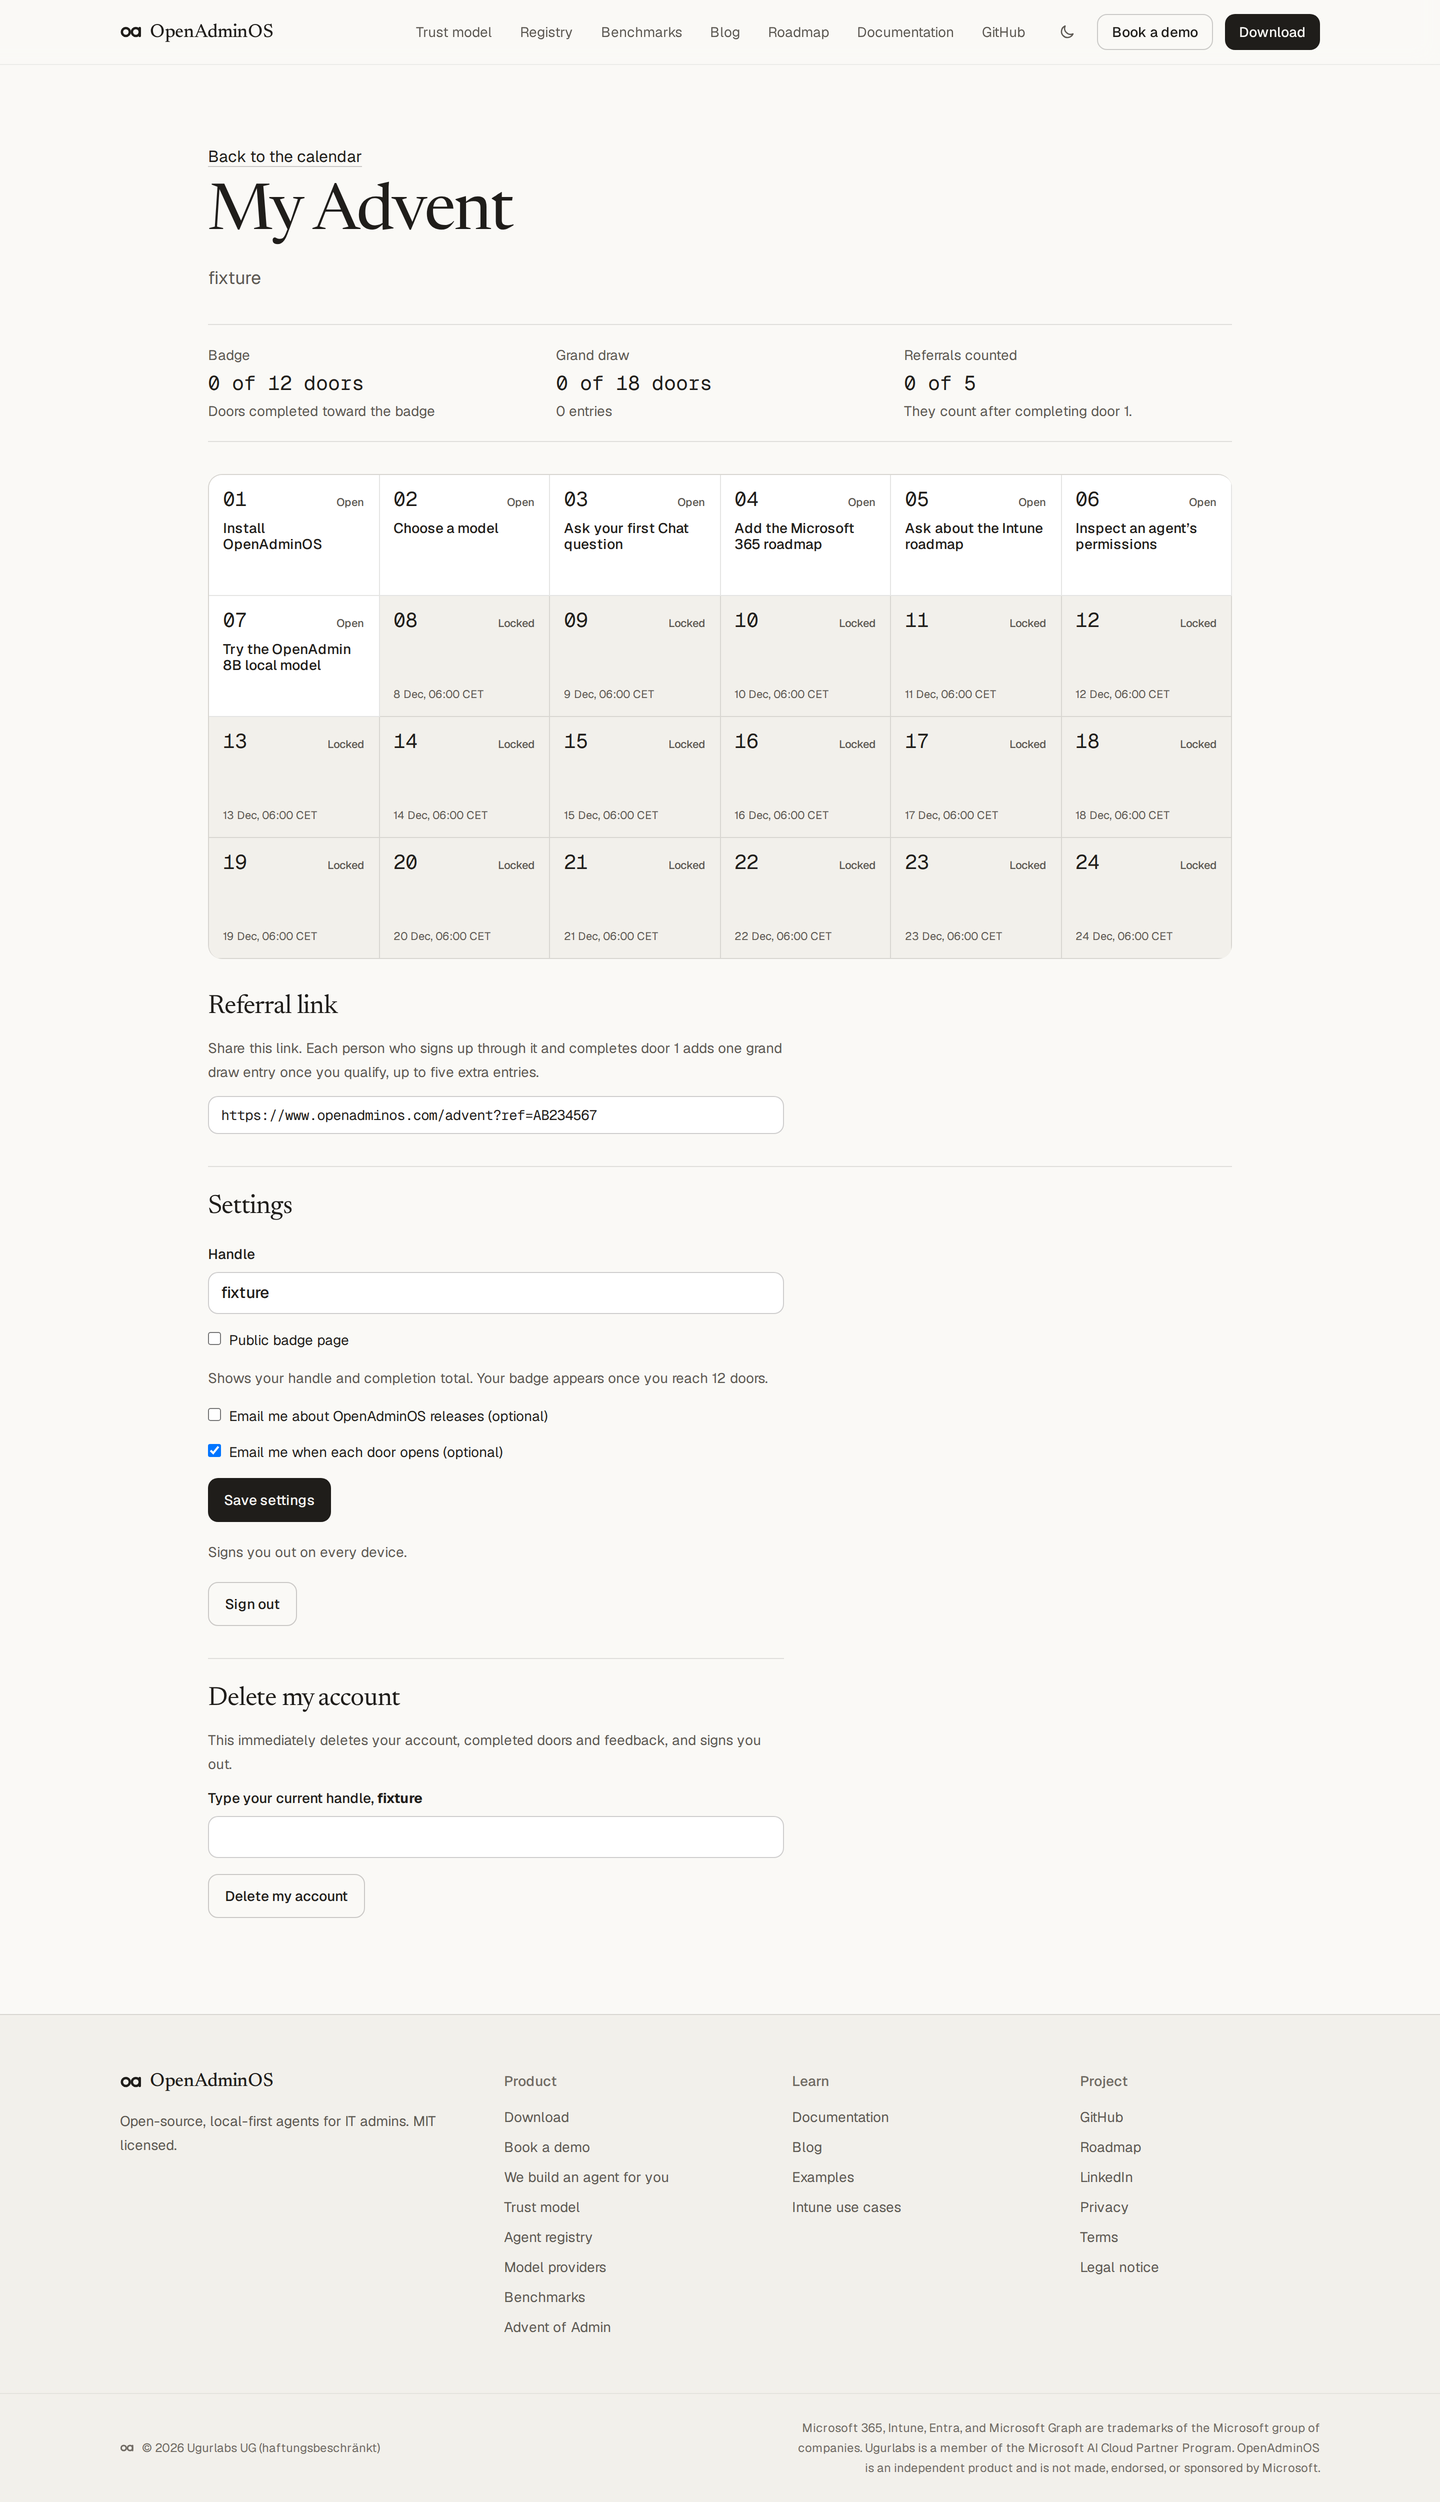 oa OpenAdminOS
Trust model
Registry
Benchmarks
Blog
Roadmap
Documentation
GitHub
Book a demo
Download
Back to the calendar
My Advent
fixture
Badge
0 of 12 doors
Doors completed toward the badge
Grand draw
0 of 18 doors
0 entries
Referrals counted
0 of 5
They count after completing door 1.
01 Open
Install
OpenAdminOS
02 Open
Choose a model
03 Open
Ask your first Chat
question
04 Open
Add the Microsoft
365 roadmap
05 Open
Ask about the Intune
roadmap
06 Open
Inspect an agent's
permissions
07 Open
Try the OpenAdmin
8B local model
08 Locked
8 Dec, 06:00 CET
09 Locked
9 Dec, 06:00 CET
10 Locked
10 Dec, 06:00 CET
11 Locked
11 Dec, 06:00 CET
12 Locked
12 Dec, 06:00 CET
13 Locked
13 Dec, 06:00 CET
14 Locked
14 Dec, 06:00 CET
15 Locked
15 Dec, 06:00 CET
16 Locked
16 Dec, 06:00 CET
17 Locked
17 Dec, 06:00 CET
18 Locked
18 Dec, 06:00 CET
19 Locked
19 Dec, 06:00 CET
20 Locked
20 Dec, 06:00 CET
21 Locked
21 Dec, 06:00 CET
22 Locked
22 Dec, 06:00 CET
23 Locked
23 Dec, 06:00 CET
24 Locked
24 Dec, 06:00 CET
Referral link
Share this link. Each person who signs up through it and completes door 1 adds one grand
draw entry once you qualify, up to five extra entries.
https://www.openadminos.com/advent?ref=AB234567
Settings
Handle
fixture
Public badge page
Shows your handle and completion total. Your badge appears once you reach 12 doors.
Email me about OpenAdminOS releases (optional)
Email me when each door opens (optional)
Save settings
Signs you out on every device.
Sign out
Delete my account
This immediately deletes your account, completed doors and feedback, and signs you
out.
Type your current handle, fixture
Delete my account
oa OpenAdminOS
Open-source, local-first agents for IT admins. MIT
licensed.
Product
Download
Book a demo
We build an agent for you
Trust model
Agent registry
Model providers
Benchmarks
Advent of Admin
Learn
Documentation
Blog
Examples
Intune use cases
Project
GitHub
Roadmap
LinkedIn
Privacy
Terms
Legal notice
oa © 2026 Ugurlabs UG (haftungsbeschränkt)
Microsoft 365, Intune, Entra, and Microsoft Graph are trademarks of the Microsoft group of
companies. Ugurlabs is a member of the Microsoft AI Cloud Partner Program. OpenAdminOS
is an independent product and is not made, endorsed, or sponsored by Microsoft.